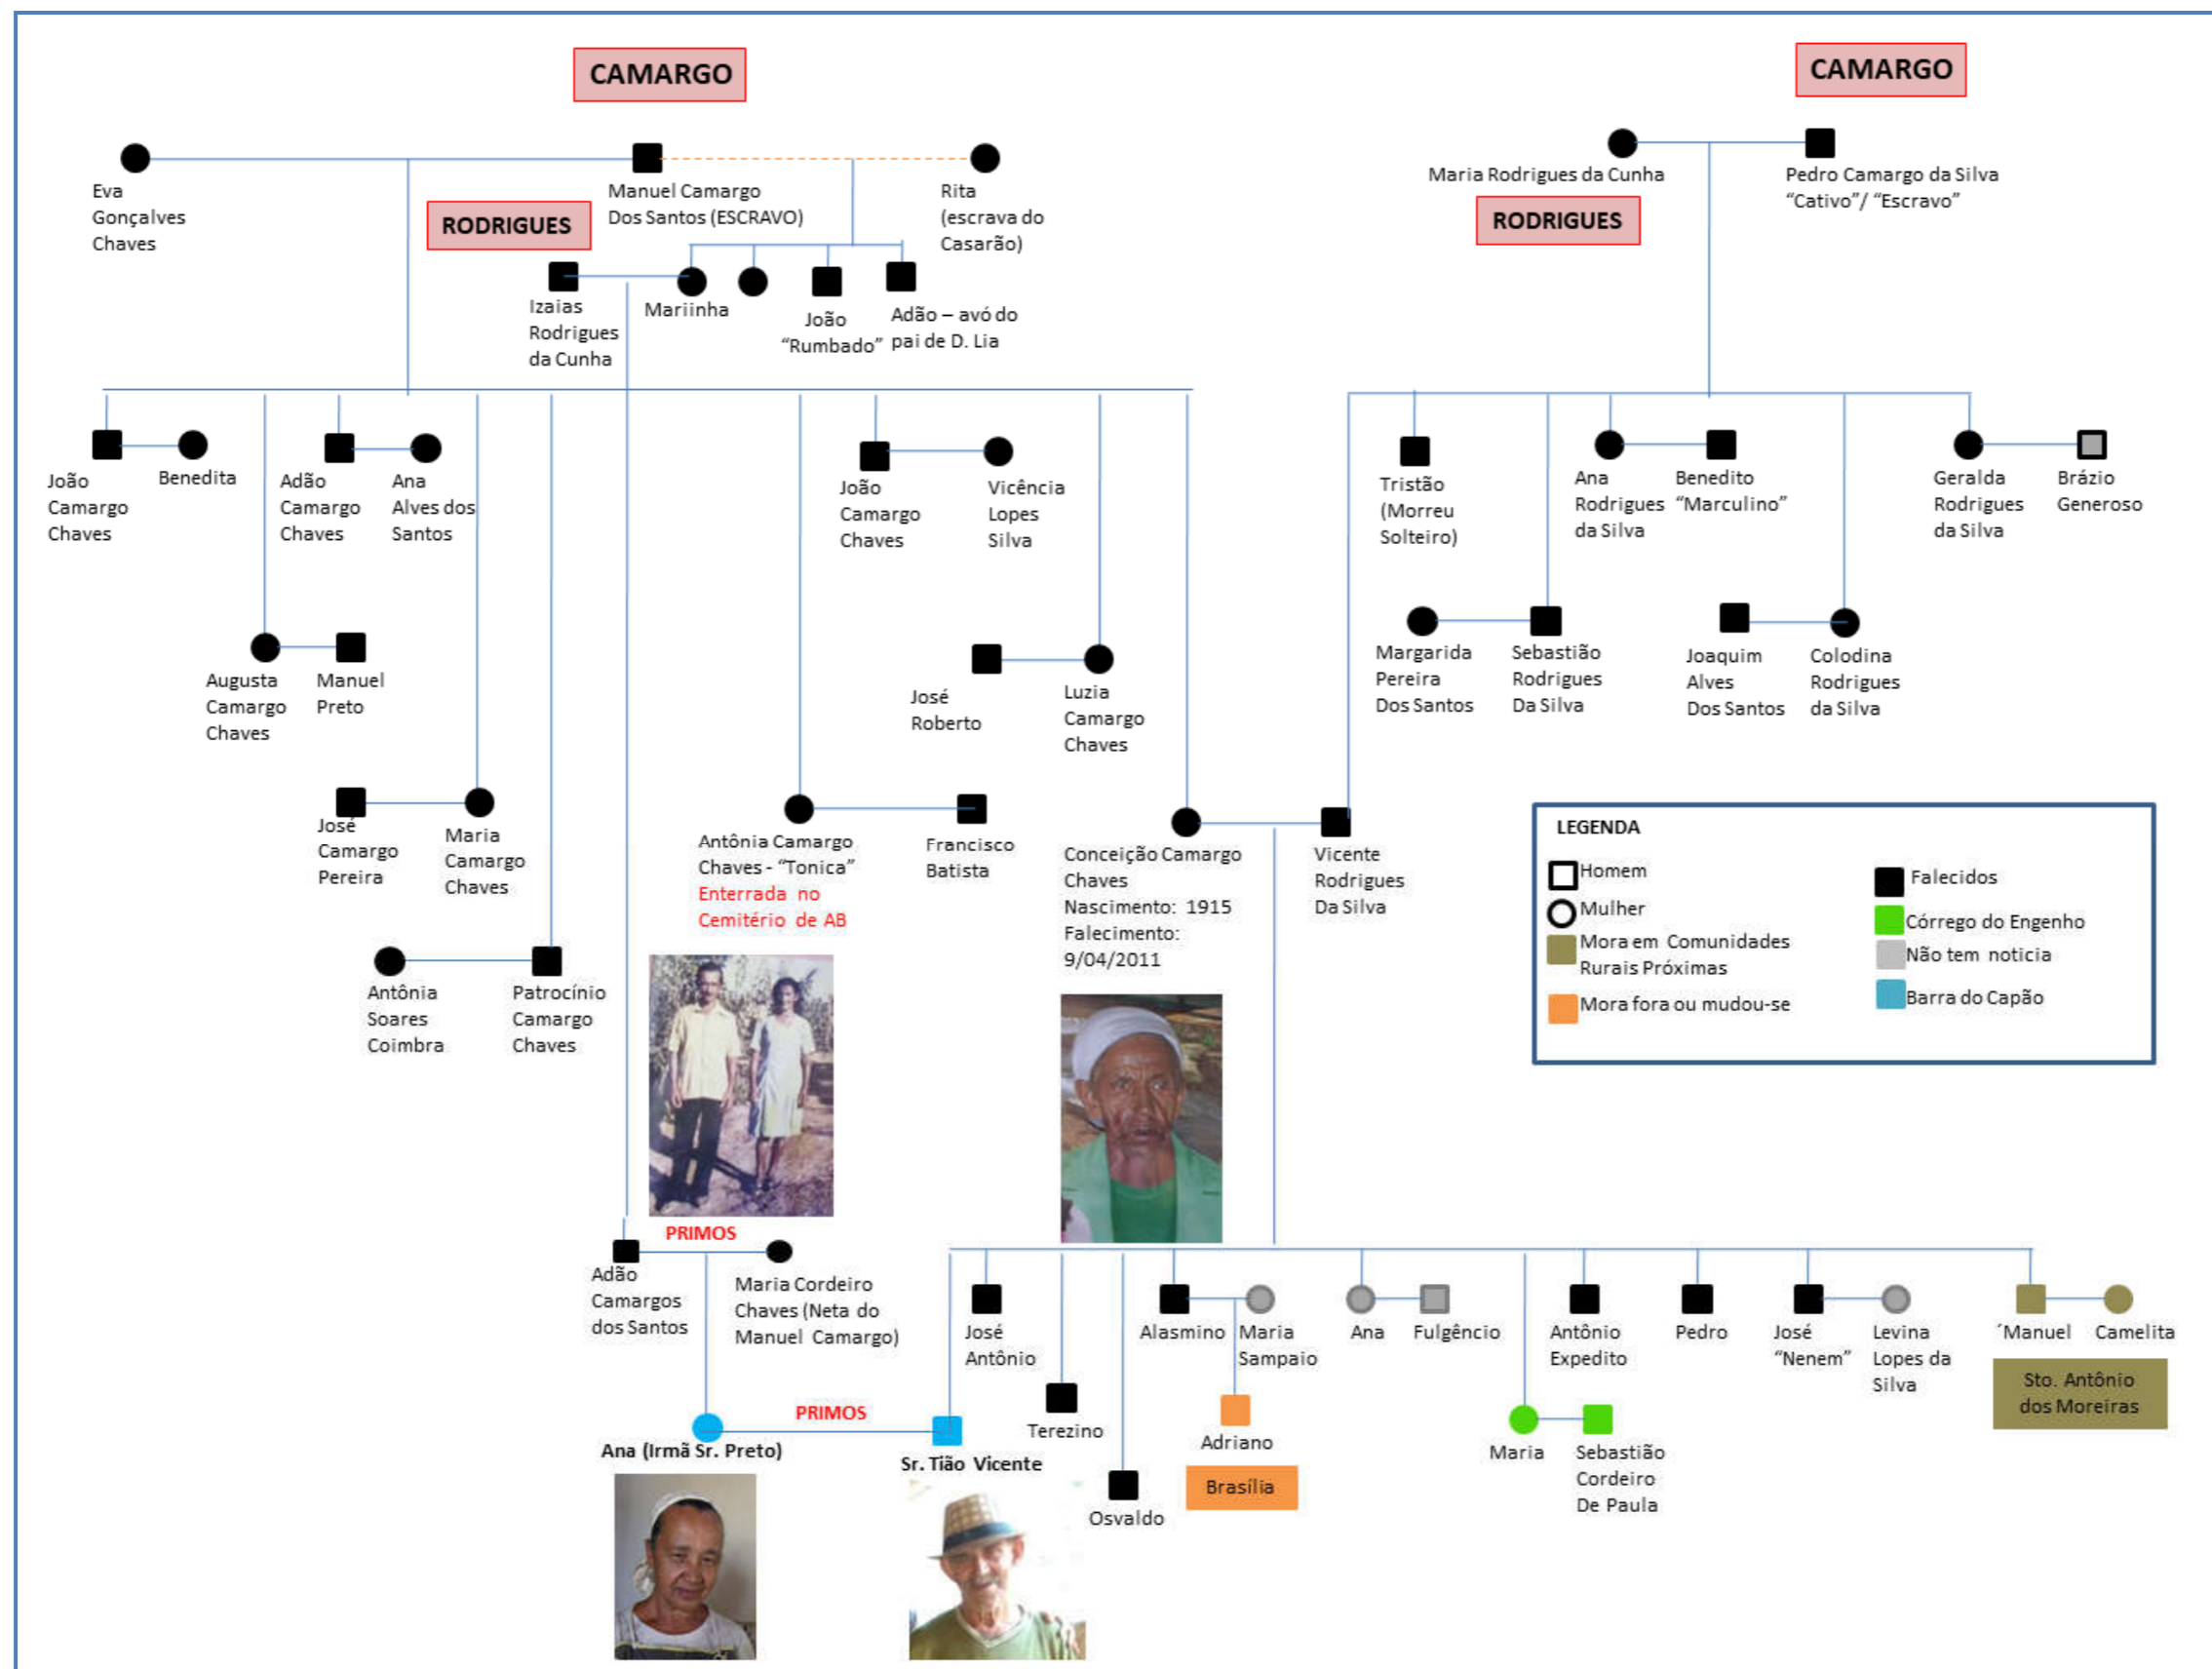 CAMARGO
CAMARGO
Eva
Gonçalves
Chaves
Manuel Camargo
Dos Santos (ESCRAVO)
Rita
(escrava do
Casarão)
Maria Rodrigues da Cunha
Pedro Camargo da Silva
“Cativo”/ “Escravo”
RODRIGUES
RODRIGUES
Izaias
Rodrigues
da Cunha
Mariinha
João
“Rumbado”
Adão – avó do
pai de D. Lia
João
Camargo
Chaves
Benedita
Adão
Camargo
Chaves
Ana
Alves dos
Santos
João
Camargo
Chaves
Vicência
Lopes
Silva
Tristão
(Morreu
Solteiro)
Ana
Rodrigues
da Silva
Benedito
“Marculino”
Geralda
Rodrigues
da Silva
Brázio
Generoso
Augusta
Camargo
Chaves
Manuel
Preto
José
Roberto
Luzia
Camargo
Chaves
Margarida
Pereira
Dos Santos
Sebastião
Rodrigues
Da Silva
Joaquim
Alves
Dos Santos
Colodina
Rodrigues
da Silva
José
Camargo
Pereira
Maria
Camargo
Chaves
Antônia Camargo
Chaves - “Tonica”
Enterrada no
Cemitério de AB
Francisco
Batista
Conceição Camargo
Chaves
Nascimento: 1915
Falecimento:
9/04/2011
Vicente
Rodrigues
Da Silva
LEGENDA
Homem
Mulher
Mora em Comunidades
Rurais Próximas
Mora fora ou mudou-se
Falecidos
Córrego do Engenho
Não tem noticia
Barra do Capão
Antônia
Soares
Coimbra
Patrocínio
Camargo
Chaves
PRIMOS
Adão
Camargos
dos Santos
Maria Cordeiro
Chaves (Neta do
Manuel Camargo)
José
Antônio
Alasmino
Maria
Sampaio
Ana
Fulgêncio
Antônio
Expedito
Pedro
José
“Nenem”
Levina
Lopes da
Silva
´Manuel
Camelita
Sto. Antônio
dos Moreiras
PRIMOS
Ana (Irmã Sr. Preto)
Sr. Tião Vicente
Terezino
Osvaldo
Adriano
Brasília
Maria
Sebastião
Cordeiro
De Paula